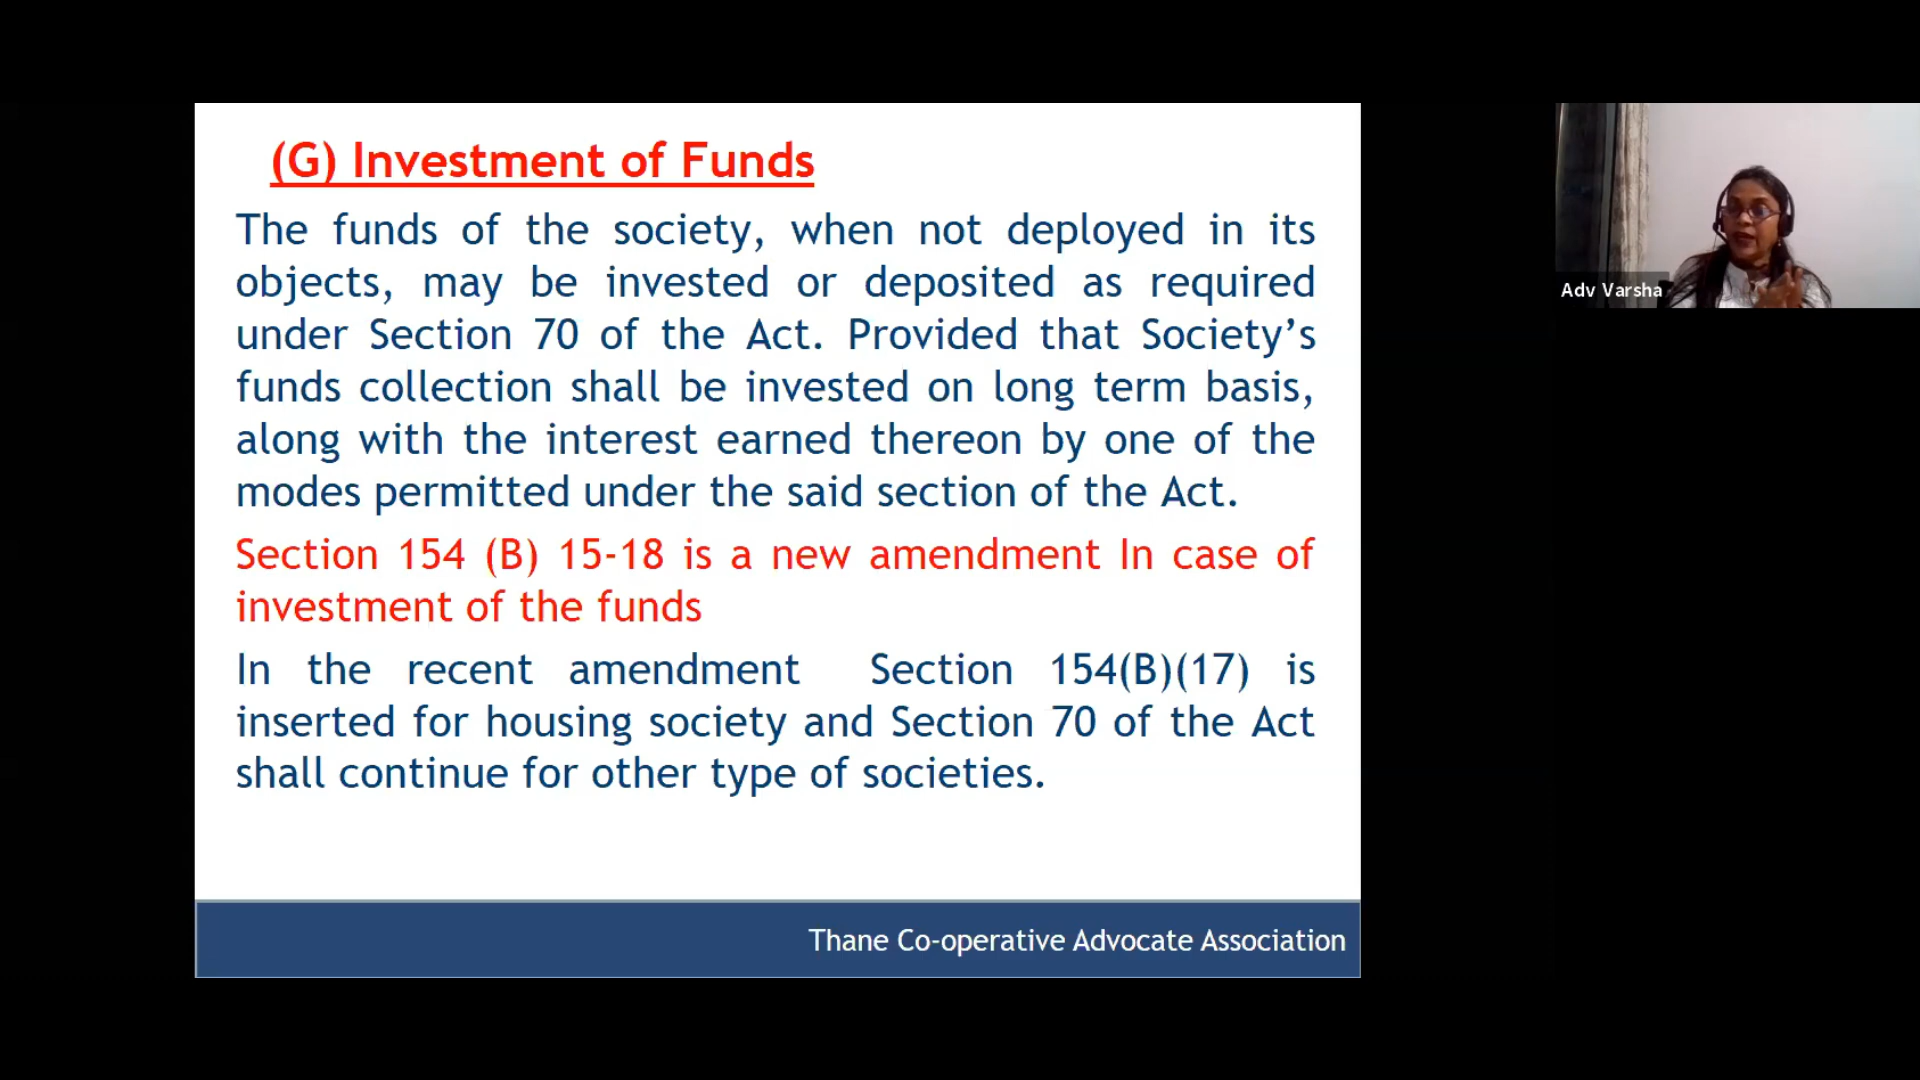 (G) Investment of Funds
The funds of the society, when not deployed in its
objects, may be invested or deposited as required
under Section 70 of the Act. Provided that Society’s
funds collection shall be invested on long term basis,
along with the interest earned thereon by one of the
modes permitted under the said section of the Act.
Section 154 (B) 15-18 is a new amendment In case of
investment of the funds
In the recent amendment Section 154(B)(17) is
inserted for housing society and Section 70 of the Act
shall continue for other type of societies.
Thane Co-operative Advocate Association
Adv Varsha